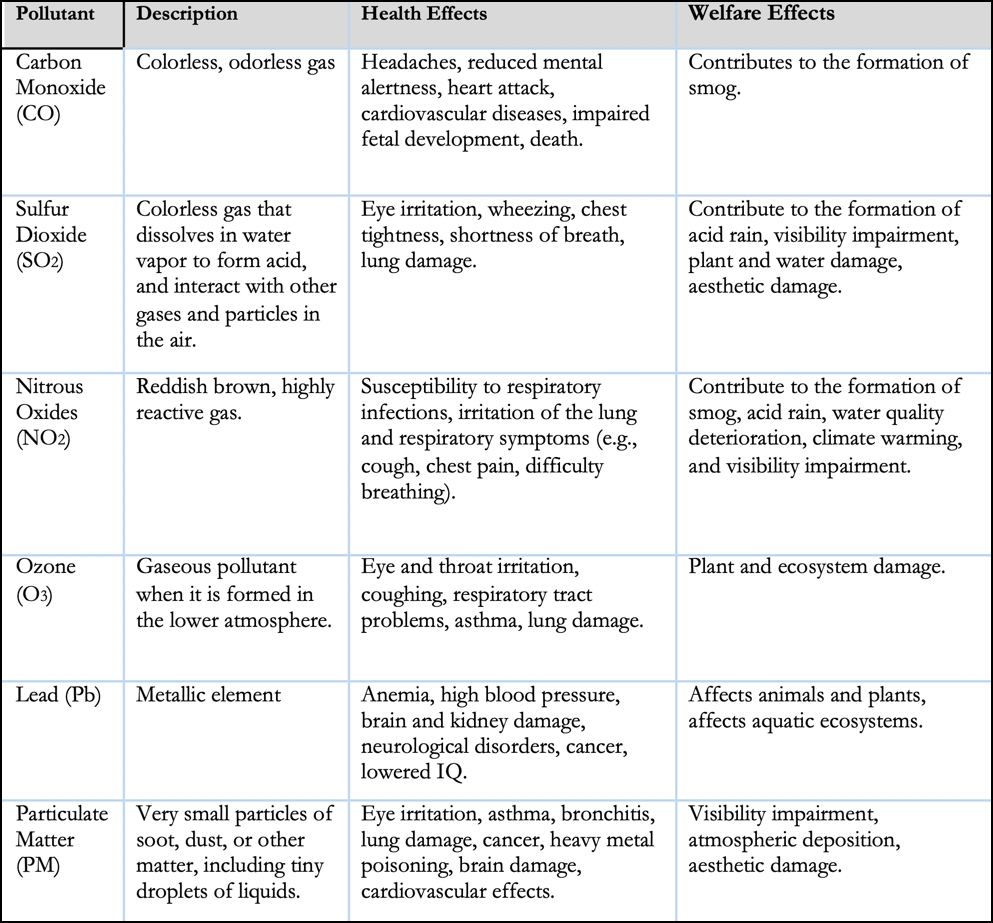 Pollutant Description Health Effects Welfare Effects
Carbon Monoxide (CO)
Colorless, odorless gas
Headaches, reduced mental
alertness, heart attack,
cardiovascular diseases, impaired
fetal development, death.
Contributes to the formation of
smog.
Sulfur
Dioxide
(SO2)
Colorless gas that
dissolves in water
vapor to form acid,
and interact with other
gases and particles in
the air.
Eye irritation, wheezing, chest
tightness, shortness of breath,
lung damage.
Contribute to the formation of
acid rain, visibility impairment,
plant and water damage,
aesthetic damage.
Nitrous
Oxides
(NO2)
Reddish brown, highly
reactive gas.
Susceptibility to respiratory
infections, irritation of the lung
and respiratory symptoms (e.g.,
cough, chest pain, difficulty
breathing).
Contribute to the formation of
smog, acid rain, water quality
deterioration, climate warming,
and visibility impairment.
Ozone
(O3)
Gaseous pollutant
when it is formed in
the lower atmosphere.
Eye and throat irritation,
coughing, respiratory tract
problems, asthma, lung damage.
Plant and ecosystem damage.
Lead (Pb)
Metallic element
Anemia, high blood pressure,
brain and kidney damage,
neurological disorders, cancer,
lowered IQ.
Affects animals and plants,
affects aquatic ecosystems.
Particulate
Matter
(PM)
Very small particles of
soot, dust, or other
matter, including tiny
droplets of liquids.
Eye irritation, asthma, bronchitis,
lung damage, cancer, heavy metal
poisoning, brain damage,
cardiovascular effects.
Visibility impairment,
atmospheric deposition,
aesthetic damage.